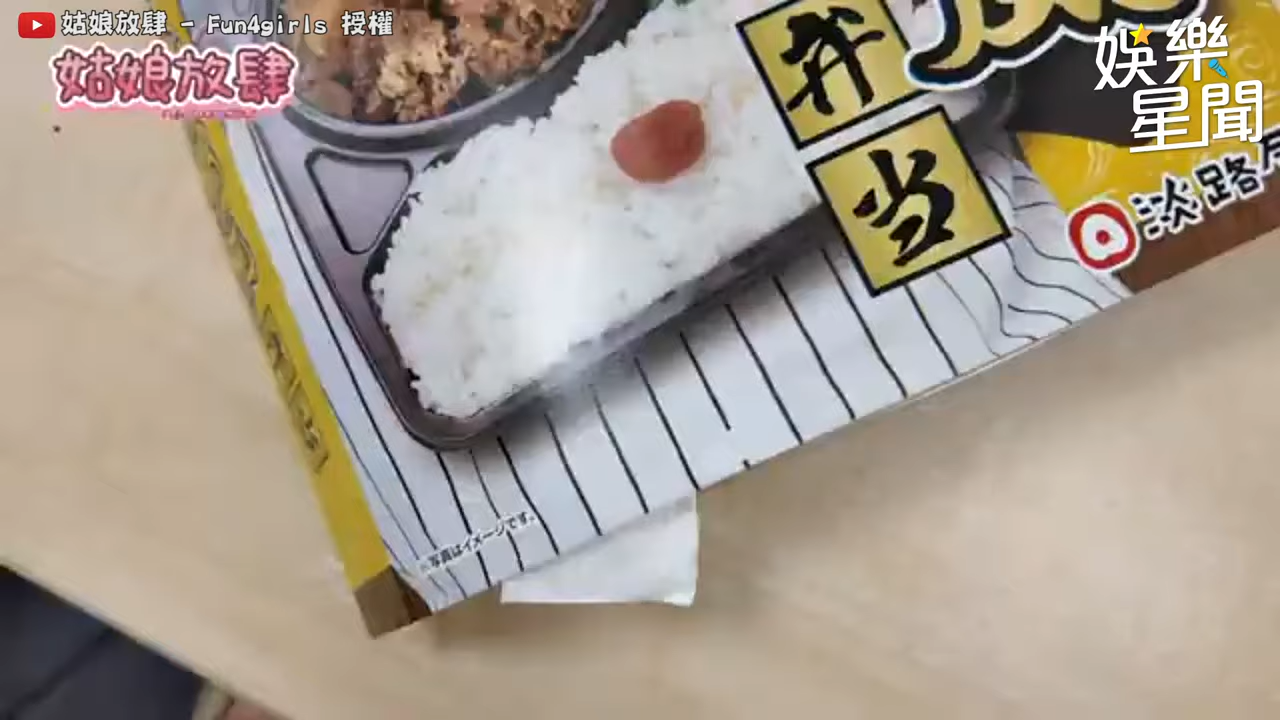 姑娘放肆 - Fun4girls 授權
姑娘放肆
娛樂
星聞
弁
当
淡路
※写真はイメージです。